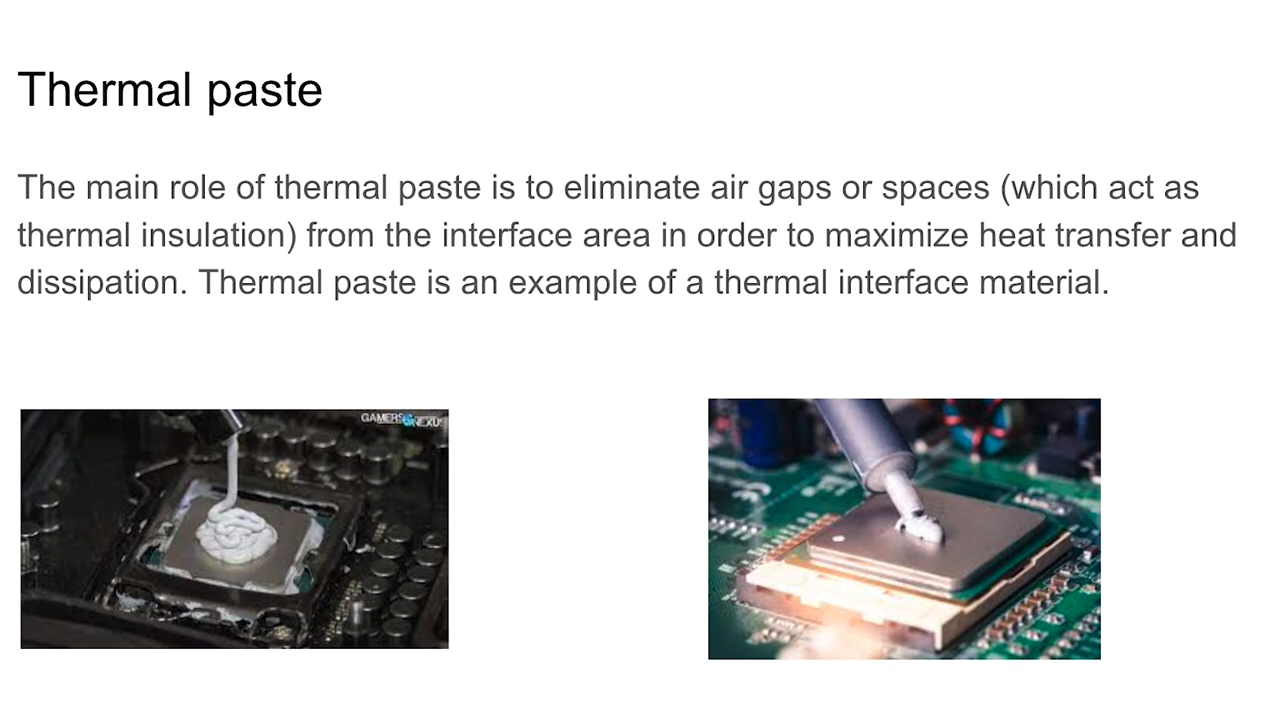 Thermal paste
The main role of thermal paste is to eliminate air gaps or spaces (which act as
thermal insulation) from the interface area in order to maximize heat transfer and
dissipation. Thermal paste is an example of a thermal interface material.
GAMERS NEXUS